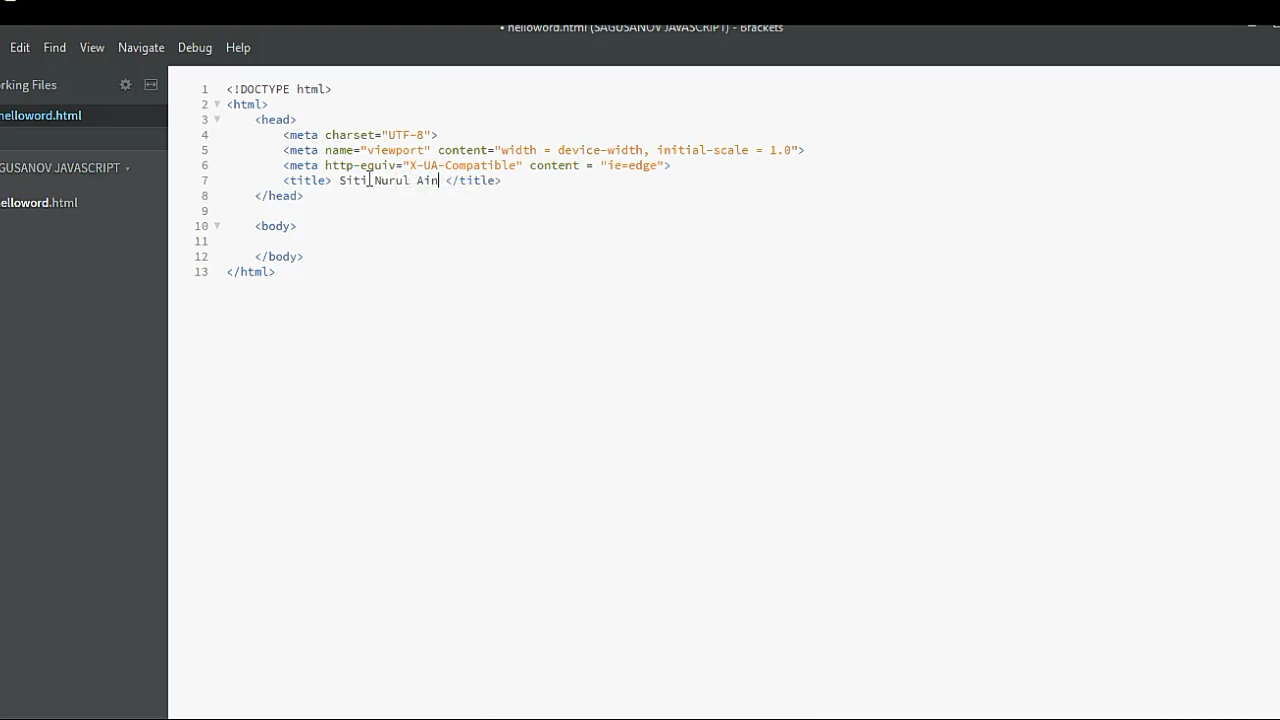 helloword.html (SAGUSANOV JAVASCRIPT) - Brackets
Edit Find View Navigate Debug Help
rking Files
elloword.html
GUSANOV JAVASCRIPT
elloword.html
1 <!DOCTYPE html>
2 <html>
3 <head>
4 <meta charset="UTF-8">
5 <meta name="viewport" content="width = device-width, initial-scale = 1.0">
6 <meta http-equiv="X-UA-Compatible" content = "ie=edge">
7 <title> Siti Nurul Ain </title>
8 </head>
9
10 <body>
11
12 </body>
13 </html>